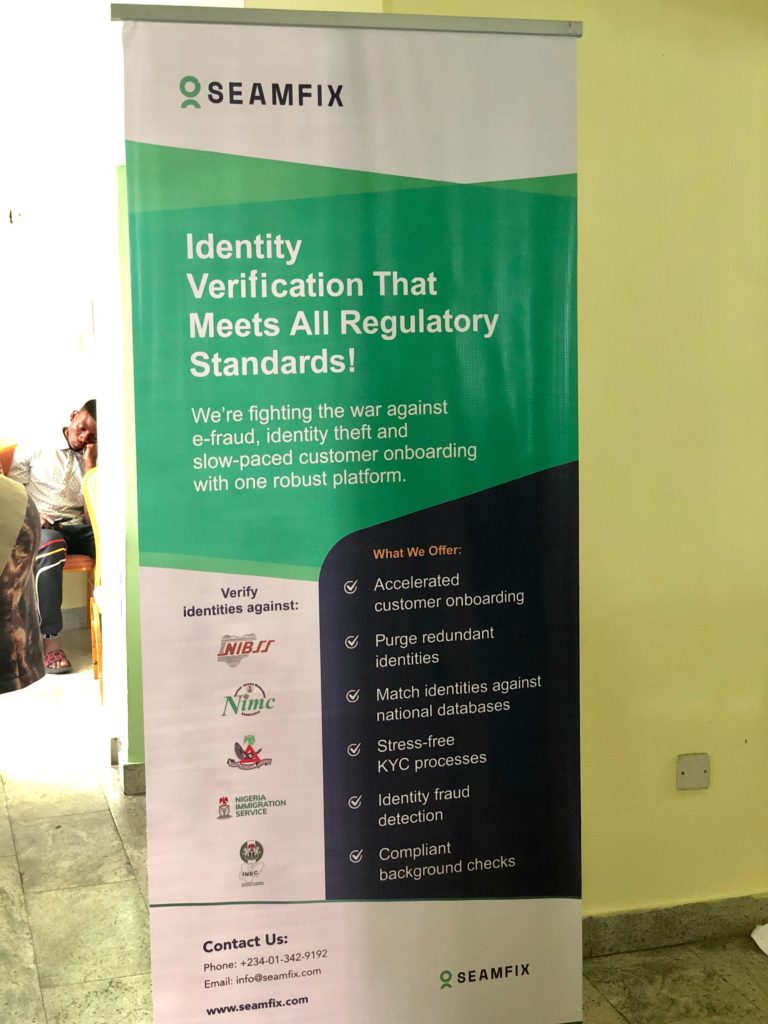 SEAMFIX
Identity
Verification That
Meets All Regulatory
Standards!
We're fighting the war against
e-fraud, identity theft and
slow-paced customer onboarding
with one robust platform.
Verify
identities against:
NIBSS
Nimc
NIGERIA
IMMIGRATION
SERVICE
INEC
What We Offer:
Accelerated
customer onboarding
Purge redundant
identities
Match identities against
national databases
Stress-free
KYC processes
Identity fraud
detection
Compliant
background checks
Contact Us:
Phone: +234-01-342-9192
Email: info@seamfix.com
www.seamfix.com
SEAMFIX